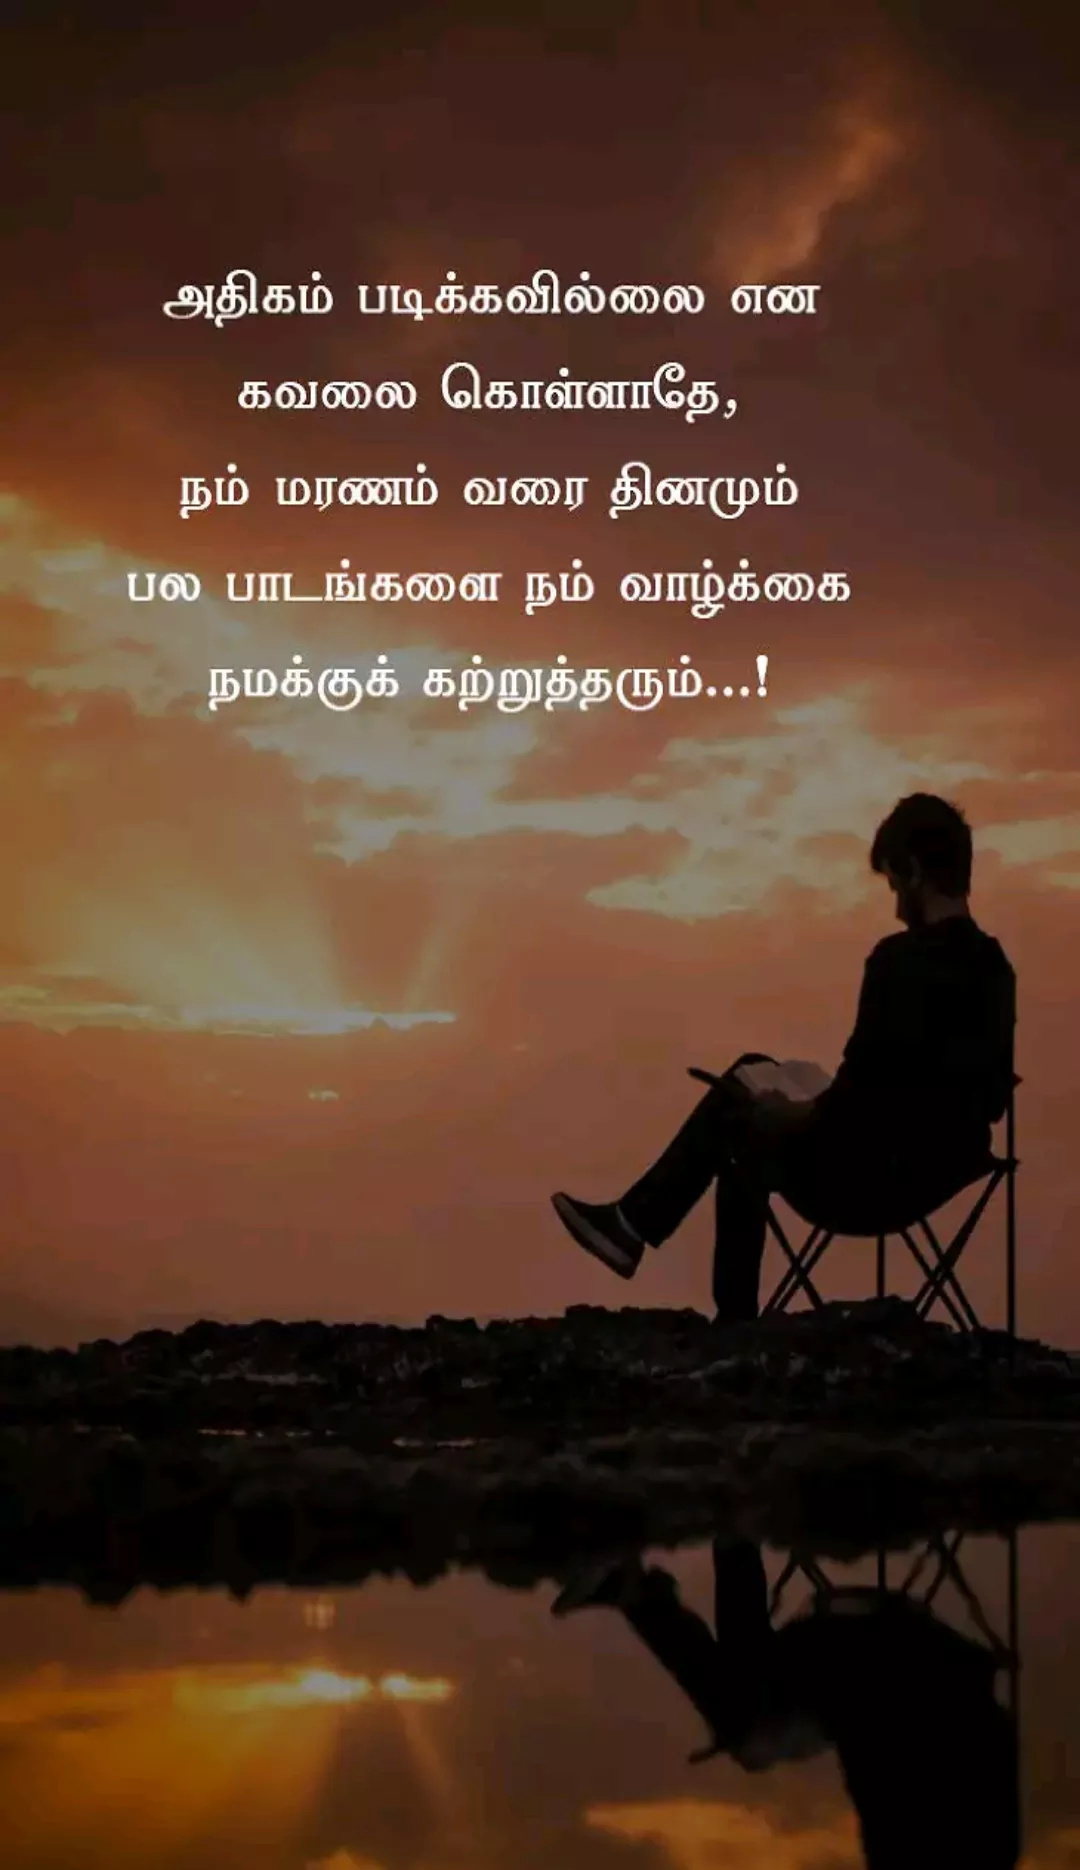 அதிகம் படிக்கவில்லை என
கவலை கொள்ளாதே,
நம் மரணம் வரை தினமும்
பல பாடங்களை நம் வாழ்க்கை
நமக்குக் கற்றுத்தரும்...!